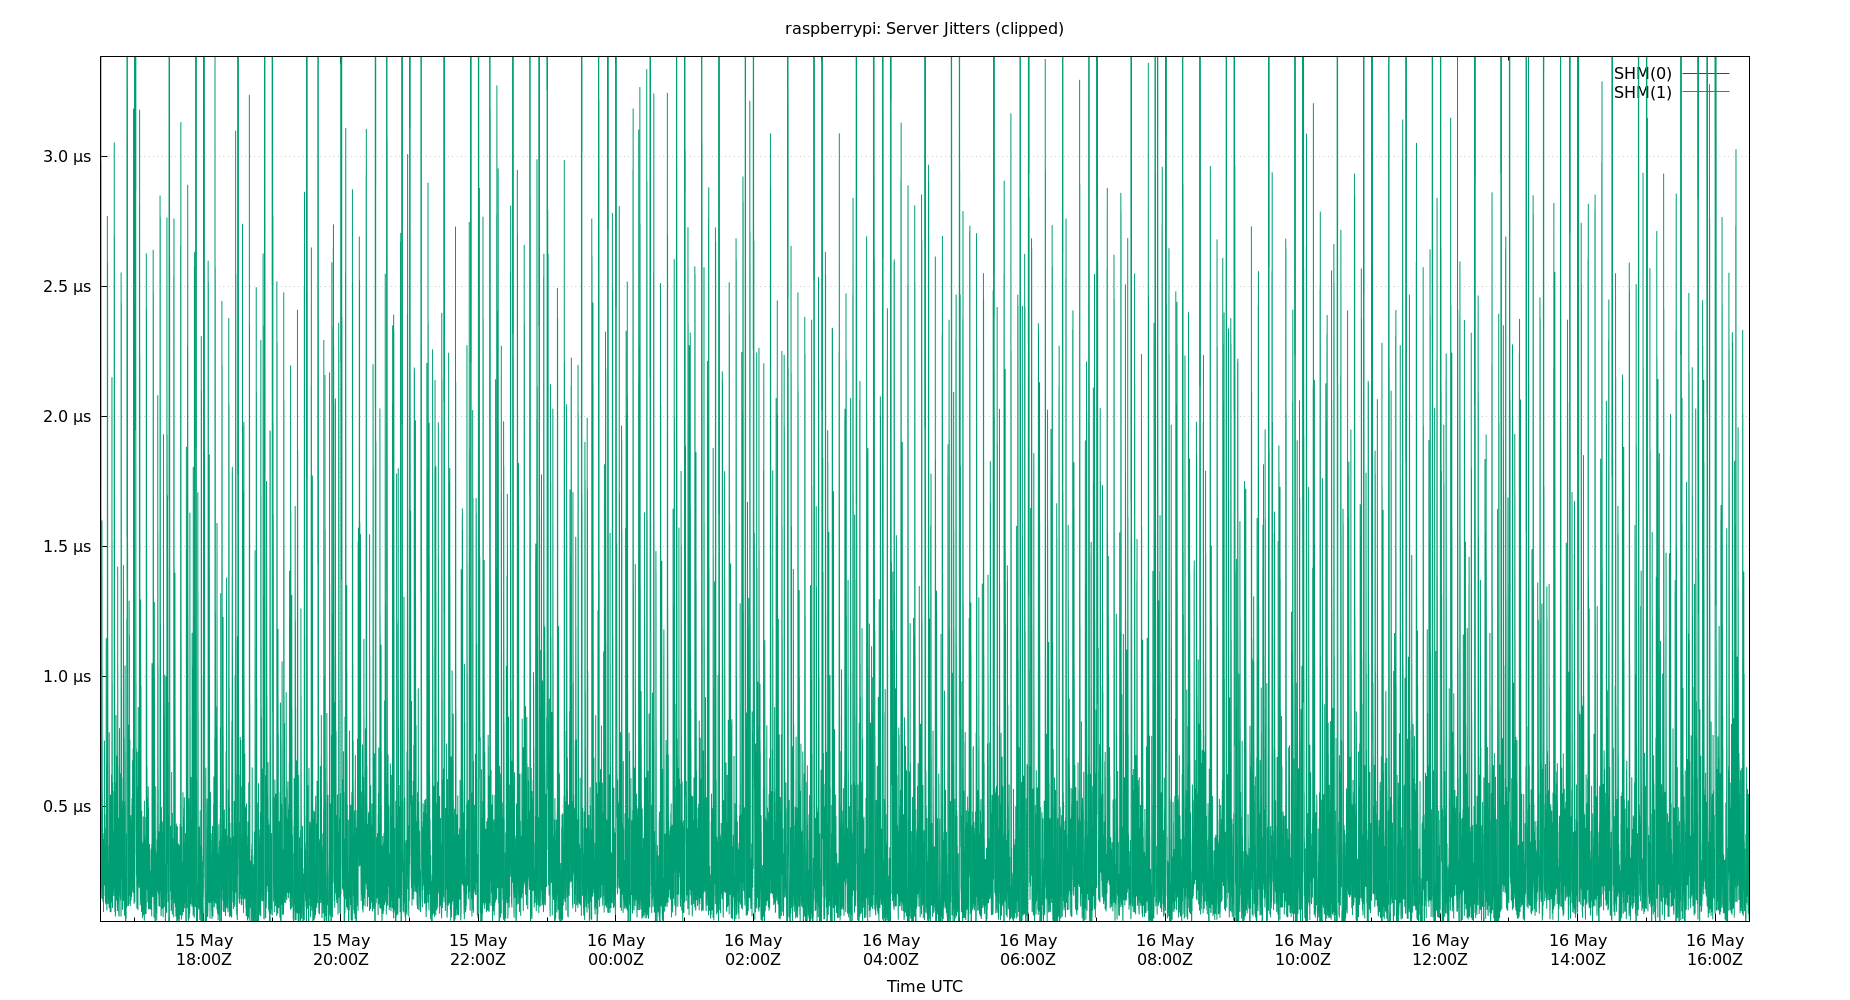 raspberrypi: Server Jitters (clipped)
SHM(0)
SHM(1)
3.0 µs
2.5 µs
2.0 µs
1.5 µs
1.0 µs
0.5 µs
15 May 15 May 15 May 16 May 16 May 16 May 16 May 16 May 16 May 16 May 16 May 16 May
18:00Z 20:00Z 22:00Z 00:00Z 02:00Z 04:00Z 06:00Z 08:00Z 10:00Z 12:00Z 14:00Z 16:00Z
Time UTC